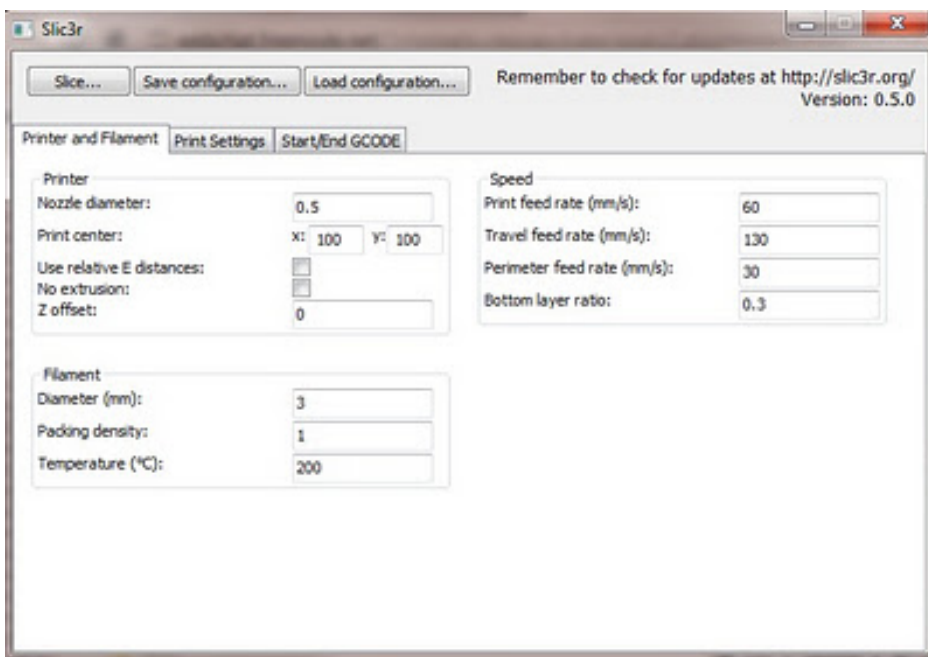 Slic3r
Slice... Save configuration... Load configuration...
Remember to check for updates at http://slic3r.org/
Version: 0.5.0
Printer and Filament Print Settings Start/End GCODE
Printer
Nozzle diameter: 0.5
Print center: x: 100 y: 100
Use relative E distances:
No extrusion:
Z offset: 0
Speed
Print feed rate (mm/s): 60
Travel feed rate (mm/s): 130
Perimeter feed rate (mm/s): 30
Bottom layer ratio: 0.3
Filament
Diameter (mm): 3
Packing density: 1
Temperature (°C): 200